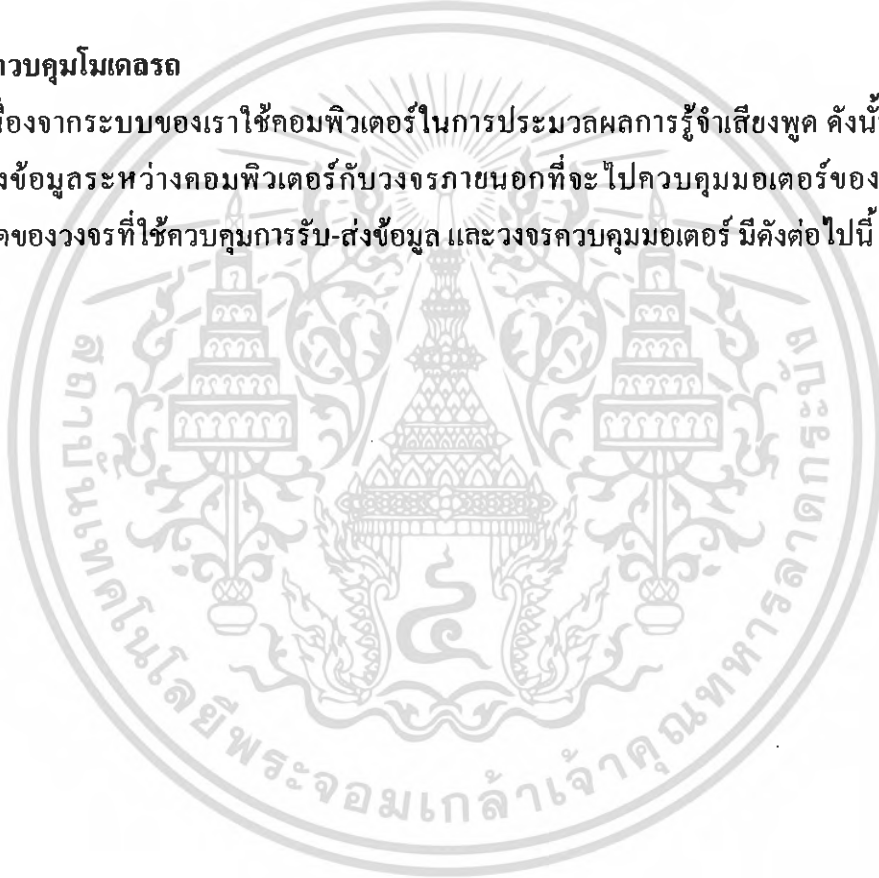 วบคุมโมเดลรถ
องจากระบบของเราใช้คอมพิวเตอร์ในการประมวลผลการรู้จำเสียงพูด ดังนั้
งข้อมูลระหว่างคอมพิวเตอร์กับวงจรภายนอกที่จะไปควบคุมมอเตอร์ของ
ของวงจรที่ใช้ควบคุมการรับ-ส่งข้อมูล และวงจรควบคุมมอเตอร์ มีดังต่อไปนี้
สถาบันเทคโนโลยีพระจอมเกล้าเจ้าคุณทหารลาดกระบัง
๔